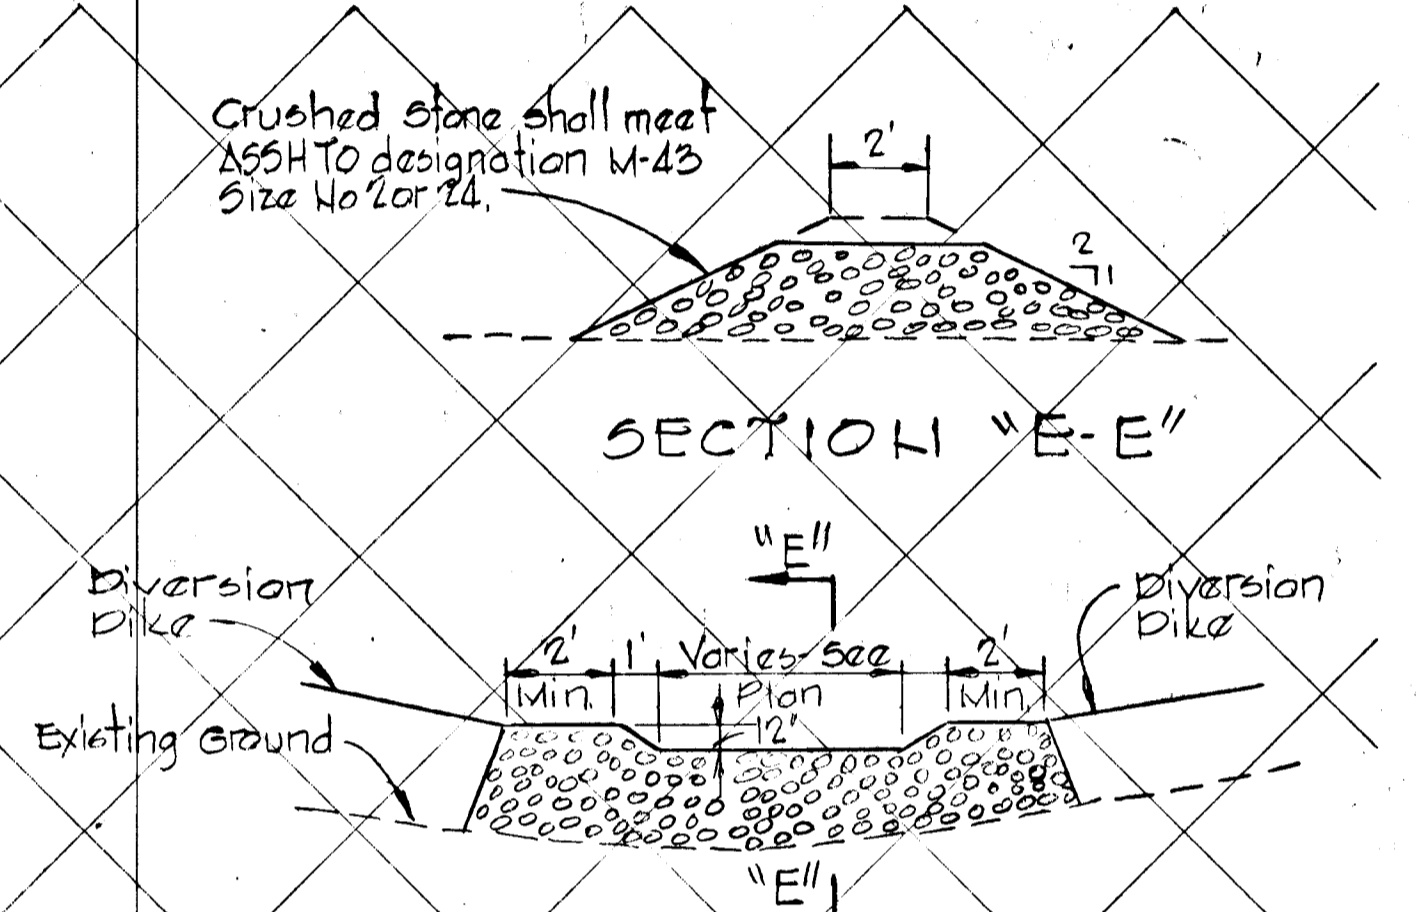 Crushed stone shall meet
ASSHTO designation M-43
Size No 2 or 24.
2'
2
1
SECTION "E-E"
"E"
Diversion
Dike
Diversion
Dike
2' 1' Varies-See 2'
Min. Plan Min.
12"
Existing Ground
"E"